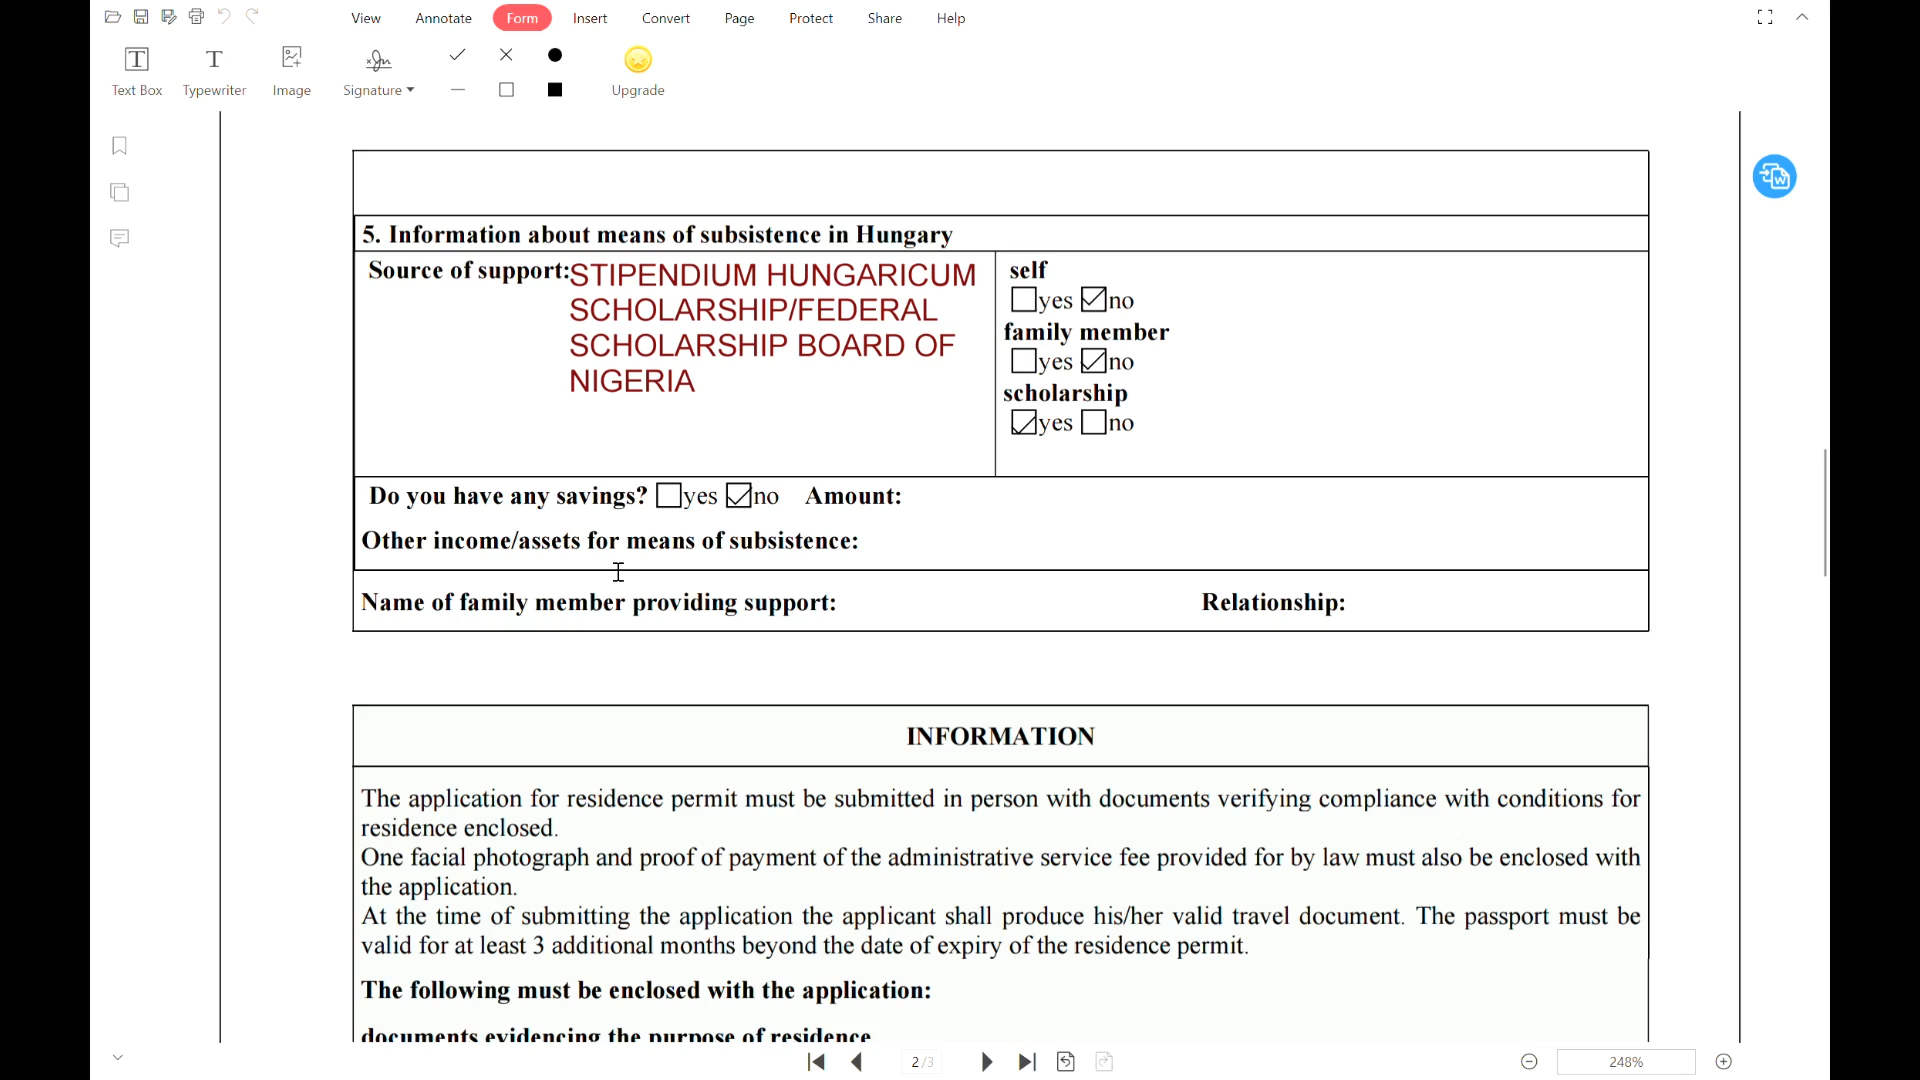 View Annotate Form Insert Convert Page Protect Share Help
Text Box Typewriter Image Signature Upgrade
5. Information about means of subsistence in Hungary
Source of support: STIPENDIUM HUNGARICUM
SCHOLARSHIP/FEDERAL
SCHOLARSHIP BOARD OF
NIGERIA
self
yes no
family member
yes no
scholarship
yes no
Do you have any savings? yes no Amount:
Other income/assets for means of subsistence:
Name of family member providing support: Relationship:
INFORMATION
The application for residence permit must be submitted in person with documents verifying compliance with conditions for
residence enclosed.
One facial photograph and proof of payment of the administrative service fee provided for by law must also be enclosed with
the application.
At the time of submitting the application the applicant shall produce his/her valid travel document. The passport must be
valid for at least 3 additional months beyond the date of expiry of the residence permit.
The following must be enclosed with the application:
documents evidencing the purpose of residence
2/3 248%